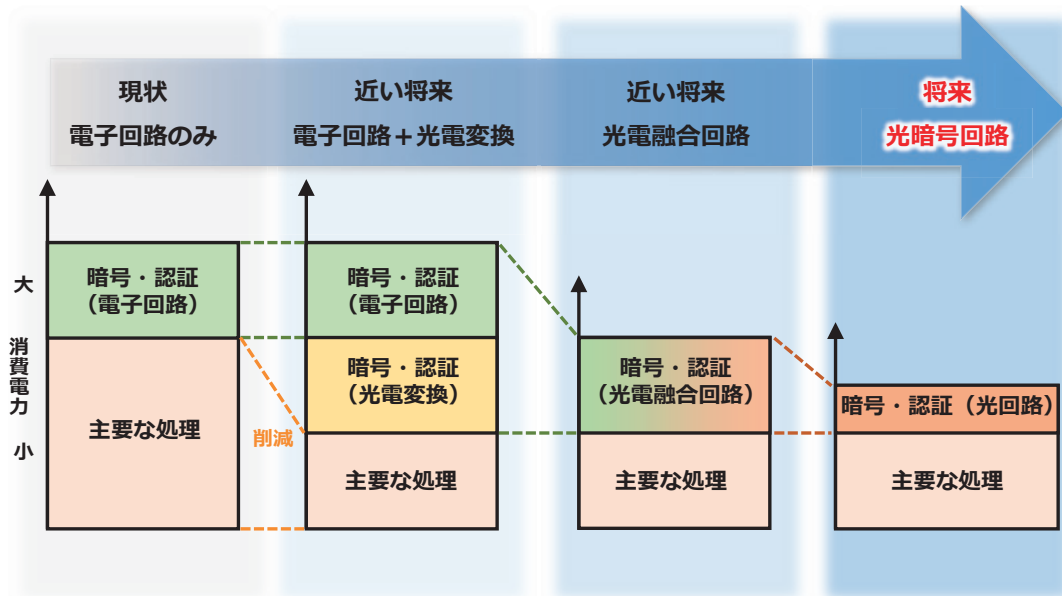 現状
電子回路のみ
近い将来
電子回路＋光電変換
近い将来
光電融合回路
将来
光暗号回路
大
消費電力
小
暗号・認証
（電子回路）
主要な処理
削減
暗号・認証
（電子回路）
暗号・認証
（光電変換）
主要な処理
暗号・認証
（光電融合回路）
主要な処理
暗号・認証（光回路）
主要な処理